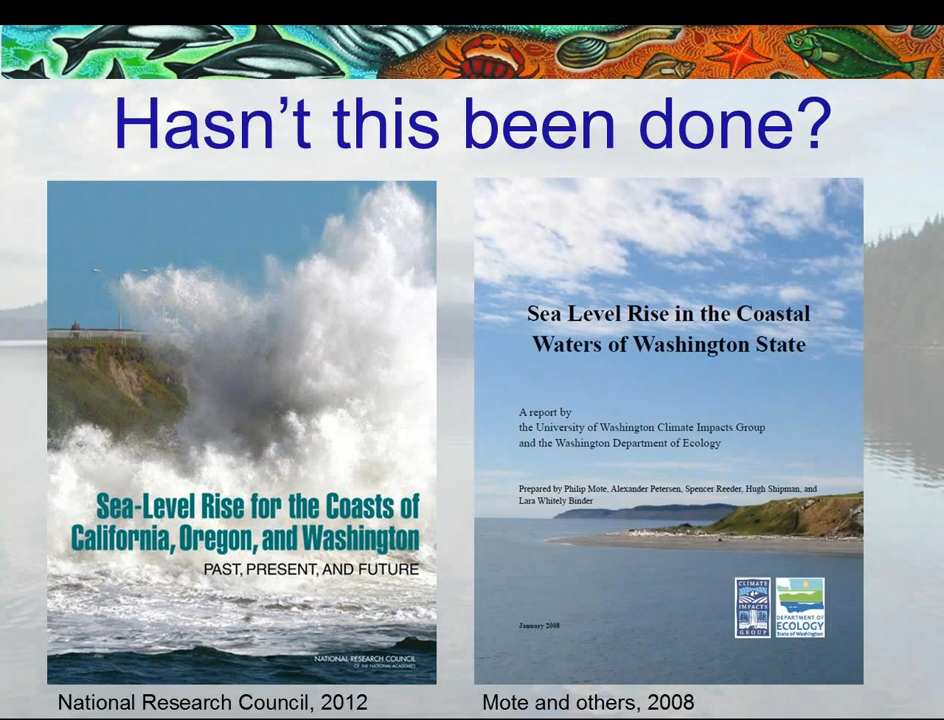 Hasn't this been done?
Sea-Level Rise for the Coasts of
California, Oregon, and Washington
PAST, PRESENT, AND FUTURE
NATIONAL RESEARCH COUNCIL
OF THE NATIONAL ACADEMIES
National Research Council, 2012
Sea Level Rise in the Coastal
Waters of Washington State
A report by
the University of Washington Climate Impacts Group
and the Washington Department of Ecology
Prepared by Philip Mote, Alexander Petersen, Spencer Reeder, Hugh Shipman, and
Lara Whitely Binder
CLIMATE
IMPACTS
GROUP
DEPARTMENT OF
ECOLOGY
State of Washington
January 2008
Mote and others, 2008